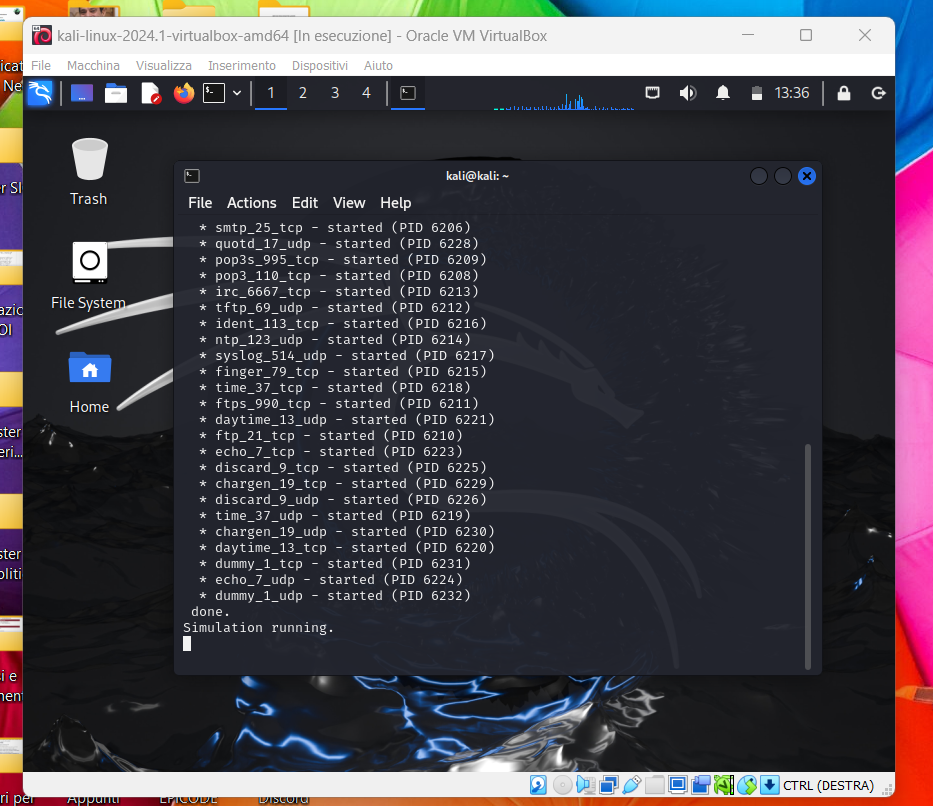 kali-linux-2024.1-virtualbox-amd64 [In esecuzione] - Oracle VM VirtualBox
File Macchina Visualizza Inserimento Dispositivi Aiuto
1 2 3 4 13:36
Trash
File System
Home
kali@kali: ~
File Actions Edit View Help
* smtp_25_tcp - started (PID 6206)
* quotd_17_udp - started (PID 6228)
* pop3s_995_tcp - started (PID 6209)
* pop3_110_tcp - started (PID 6208)
* irc_6667_tcp - started (PID 6213)
* tftp_69_udp - started (PID 6212)
* ident_113_tcp - started (PID 6216)
* ntp_123_udp - started (PID 6214)
* syslog_514_udp - started (PID 6217)
* finger_79_tcp - started (PID 6215)
* time_37_tcp - started (PID 6218)
* ftps_990_tcp - started (PID 6211)
* daytime_13_udp - started (PID 6221)
* ftp_21_tcp - started (PID 6210)
* echo_7_tcp - started (PID 6223)
* discard_9_tcp - started (PID 6225)
* chargen_19_tcp - started (PID 6229)
* discard_9_udp - started (PID 6226)
* time_37_udp - started (PID 6219)
* chargen_19_udp - started (PID 6230)
* daytime_13_tcp - started (PID 6220)
* dummy_1_tcp - started (PID 6231)
* echo_7_udp - started (PID 6224)
* dummy_1_udp - started (PID 6232)
done.
Simulation running.
CTRL (DESTRA)
Appunti
EPICODE
Discord